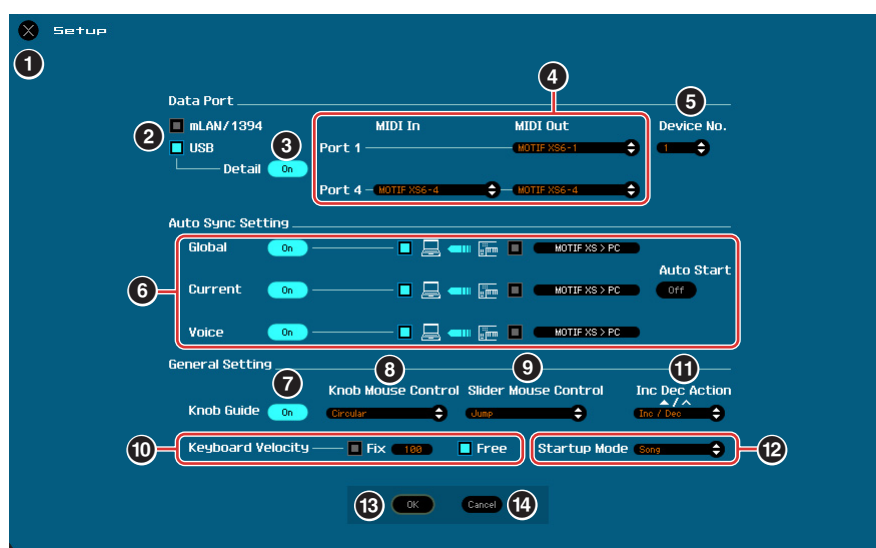 Setup
1
4
5
Data Port
2
mLAN/1394
MIDI In
MIDI Out
Device No.
USB
3
Port 1
MOTIF XS6-1
1
Detail
On
Port 4
MOTIF XS6-4
MOTIF XS6-4
Auto Sync Setting
Global
On
MOTIF XS > PC
Auto Start
6
Current
On
MOTIF XS > PC
Off
Voice
On
MOTIF XS > PC
General Setting
7
8
9
11
Knob Mouse Control
Slider Mouse Control
Inc Dec Action
Knob Guide
On
Circular
Jump
Inc / Dec
10
Keyboard Velocity
Fix
100
Free
Startup Mode
Song
12
13
OK
Cancel
14